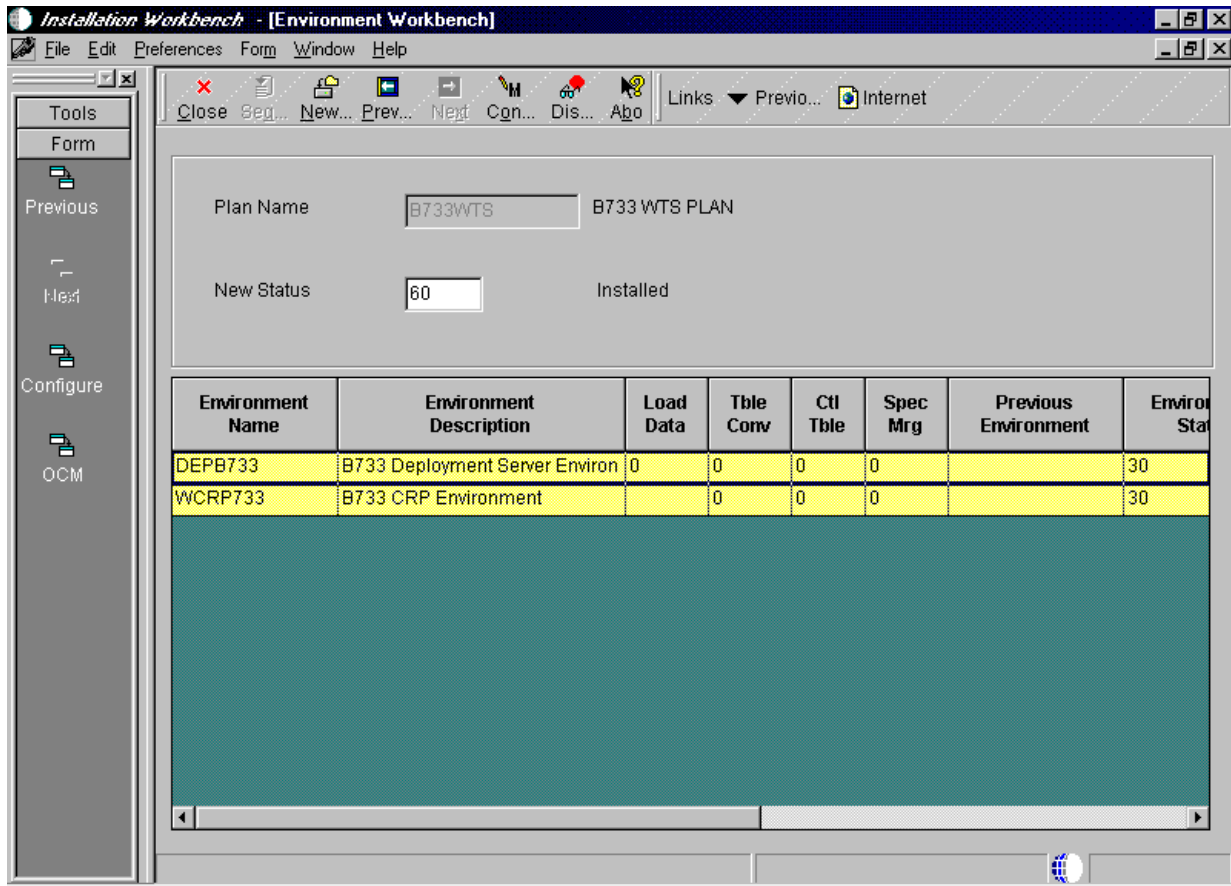 Installation Workbench - [Environment Workbench]
File Edit Preferences Form Window Help
Close Seq... New... Prev... Next Con... Dis... Abo Links Previo... Internet
Tools
Form
Previous
Next
Configure
OCM
Plan Name B733WTS B733 WTS PLAN
New Status 60 Installed
Environment Name Environment Description Load Data Tble Conv Ctl Tble Spec Mrg Previous Environment Environ Stat
DEPB733 B733 Deployment Server Environ 0 0 0 0 30
WCRP733 B733 CRP Environment 0 0 0 30